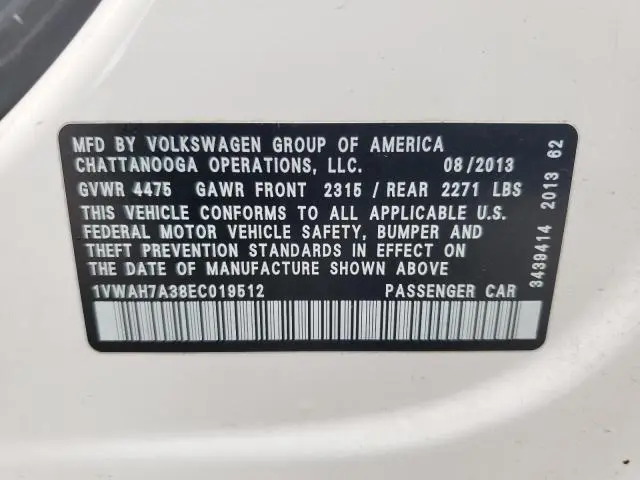 MFD BY VOLKSWAGEN GROUP OF AMERICA
CHATTANOOGA OPERATIONS, LLC. 08/2013
GVWR 4475 GAWR FRONT 2315 / REAR 2271 LBS
THIS VEHICLE CONFORMS TO ALL APPLICABLE U.S.
FEDERAL MOTOR VEHICLE SAFETY, BUMPER AND
THEFT PREVENTION STANDARDS IN EFFECT ON
THE DATE OF MANUFACTURE SHOWN ABOVE
1VWAH7A38EC019512 PASSENGER CAR
3439414 2013 62